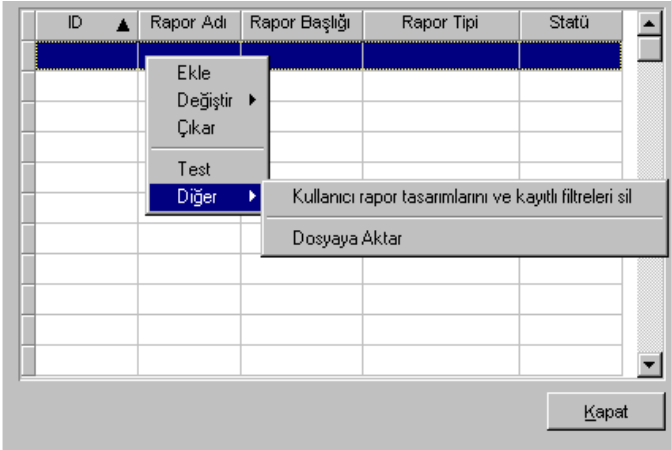 ID Rapor Adı Rapor Başlığı Rapor Tipi Statü
Ekle
Değiştir
Çıkar
Test
Diğer
Kullanıcı rapor tasarımlarını ve kayıtlı filtreleri sil
Dosyaya Aktar
Kapat